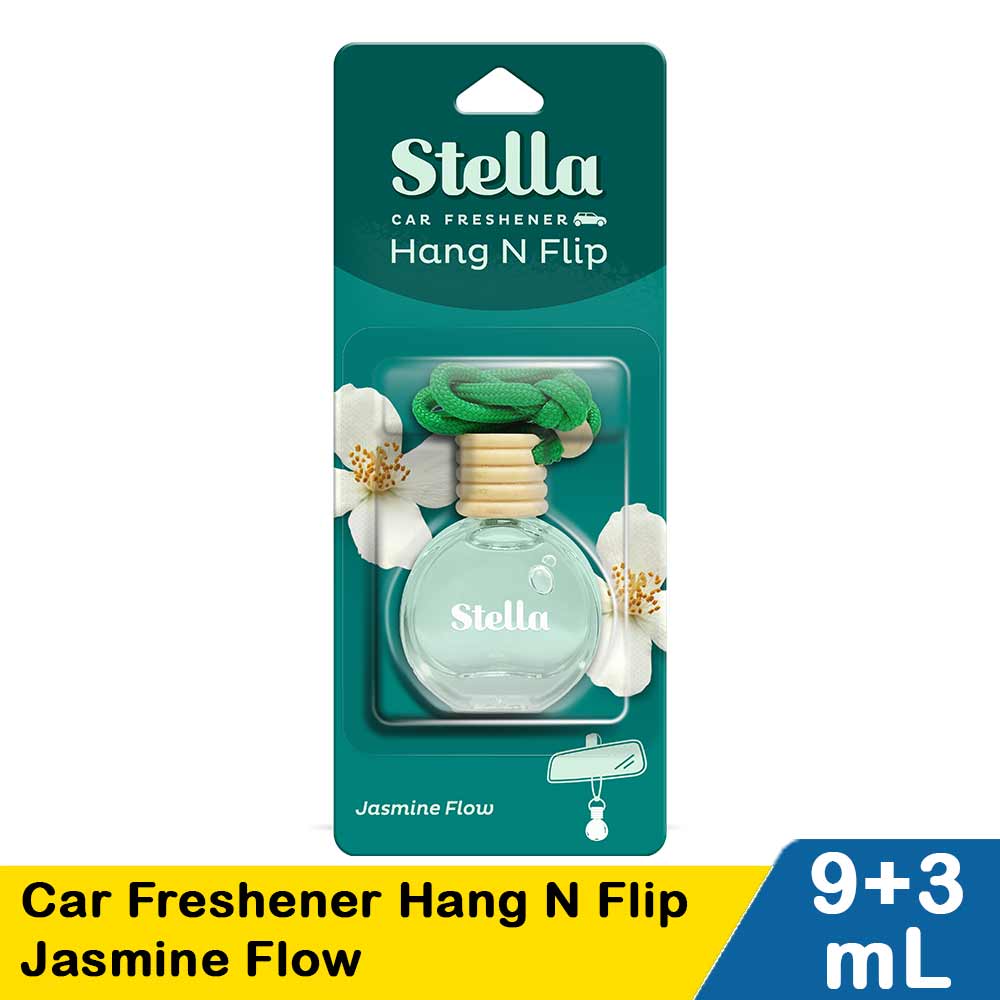 Stella
CAR FRESHENER
Hang N Flip
Stella
Jasmine Flow
Car Freshener Hang N Flip
Jasmine Flow
9+3
mL